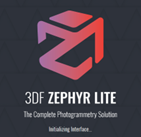 3DF ZEPHYR LITE
The Complete Photogrammetry Solution
Initializing Interface...